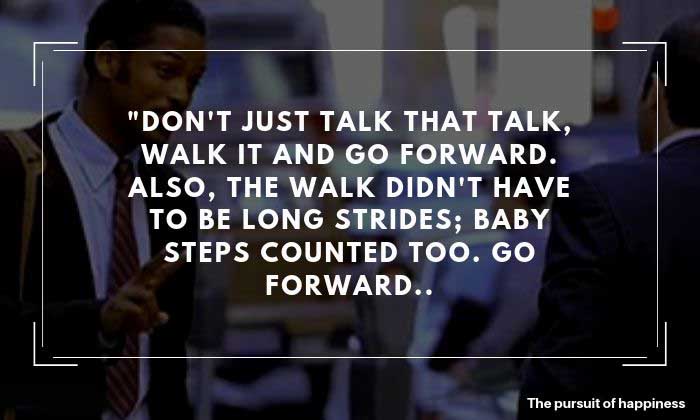 "DON'T JUST TALK THAT TALK,
WALK IT AND GO FORWARD.
ALSO, THE WALK DIDN'T HAVE
TO BE LONG STRIDES; BABY
STEPS COUNTED TOO. GO
FORWARD..
The pursuit of happiness